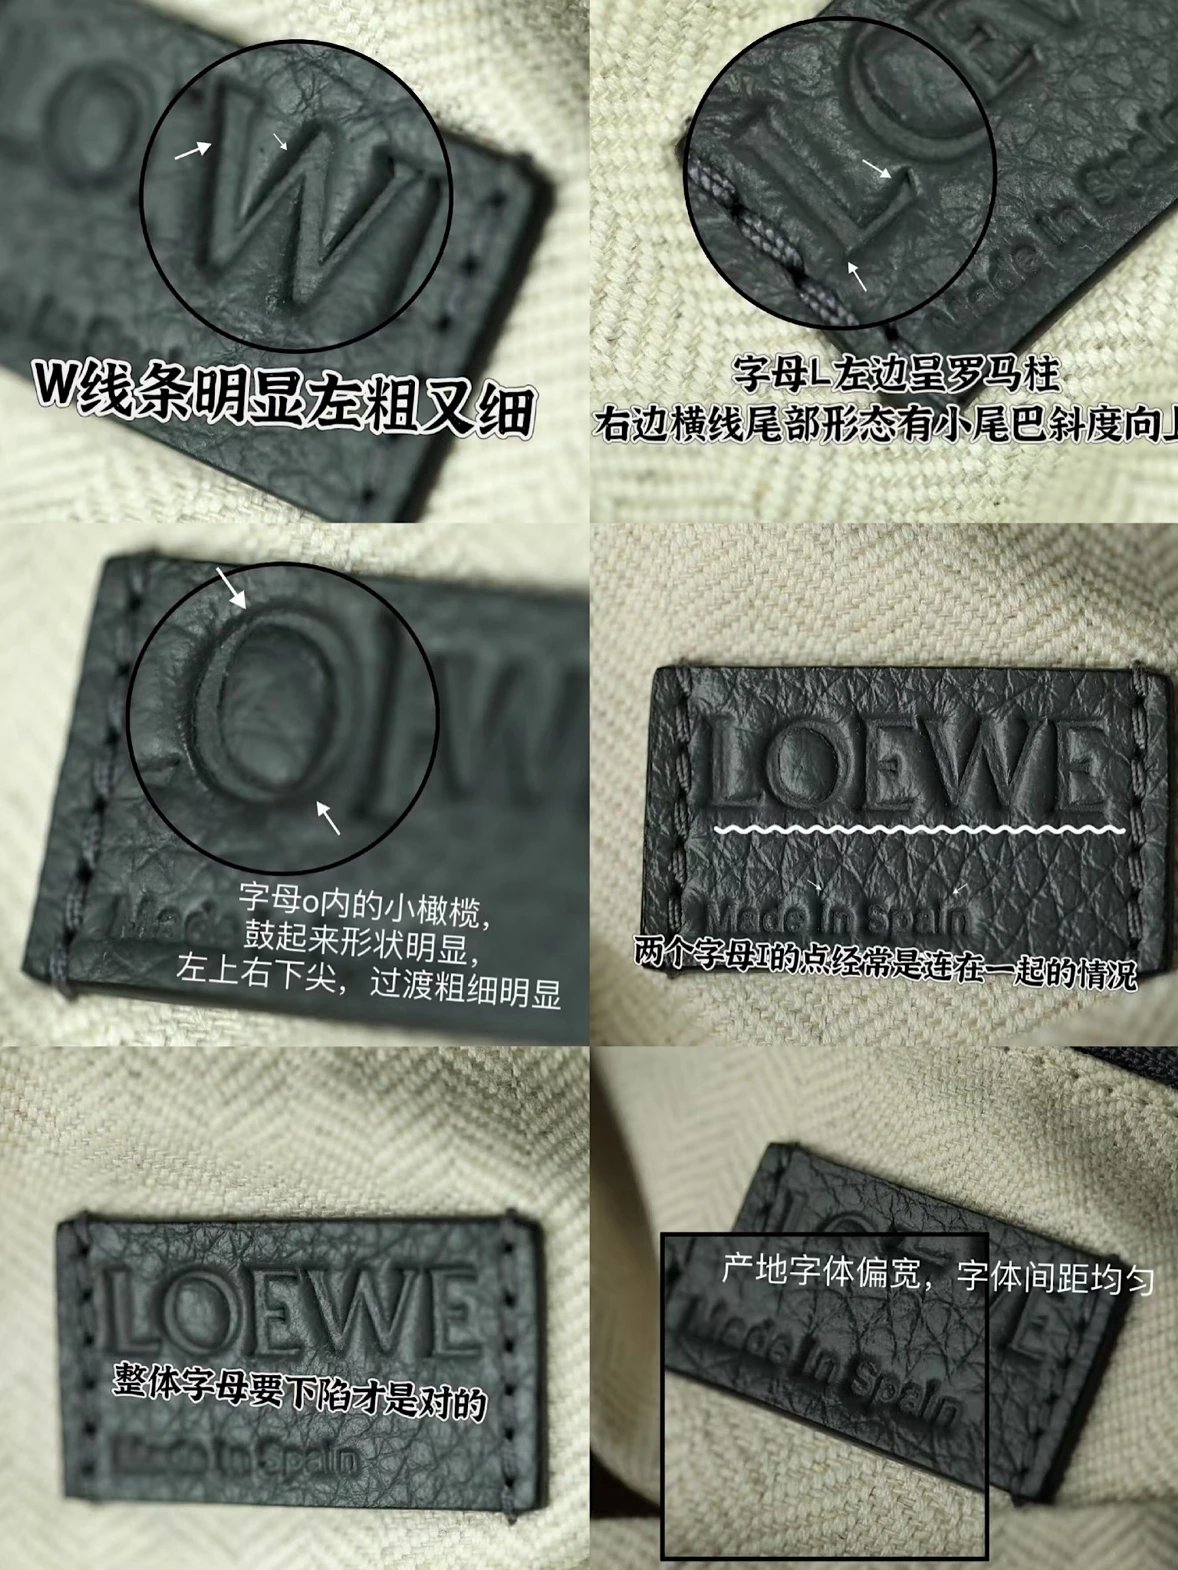 O W
W线条明显左粗又细
LOEW
Made In Spain
字母L左边呈罗马柱
右边横线尾部形态有小尾巴斜度向上
OEW
Made
字母o内的小橄榄，
鼓起来形状明显，
左上右下尖，过渡粗细明显
LOEWE
Made In Spain
两个字母I的点经常是连在一起的情况
LOEWE
整体字母要下陷才是对的
Made In Spain
LOEWE
产地字体偏宽，字体间距均匀
Made In Spain